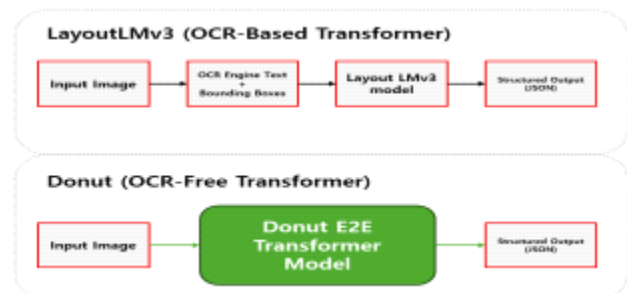 LayoutLMv3 (OCR-Based Transformer)
Input Image
OCR Engine Text
+
Bounding Boxes
Layout LMv3
model
Structured Output
(JSON)
Donut (OCR-Free Transformer)
Input Image
Donut E2E
Transformer
Model
Structured Output
(JSON)